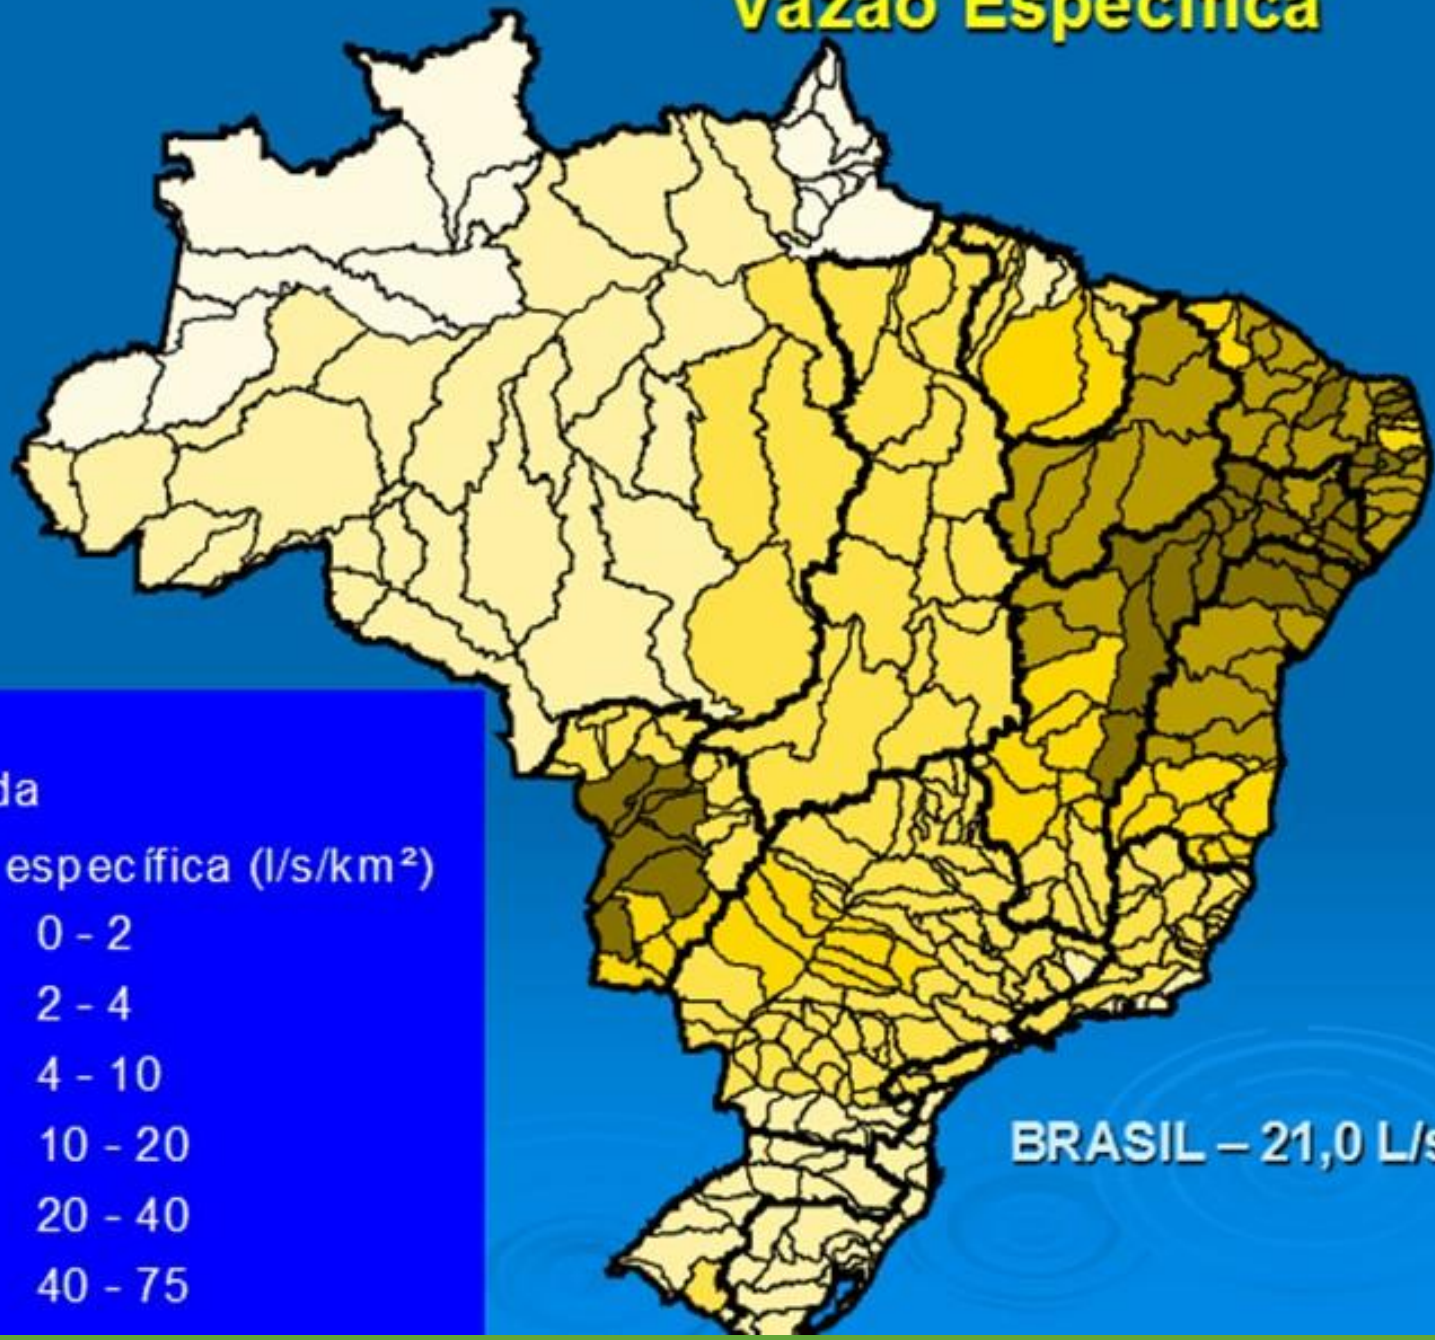 Vazão Específica
da
específica (l/s/km²)
0 - 2
2 - 4
4 - 10
10 - 20
20 - 40
40 - 75
BRASIL – 21,0 L/s